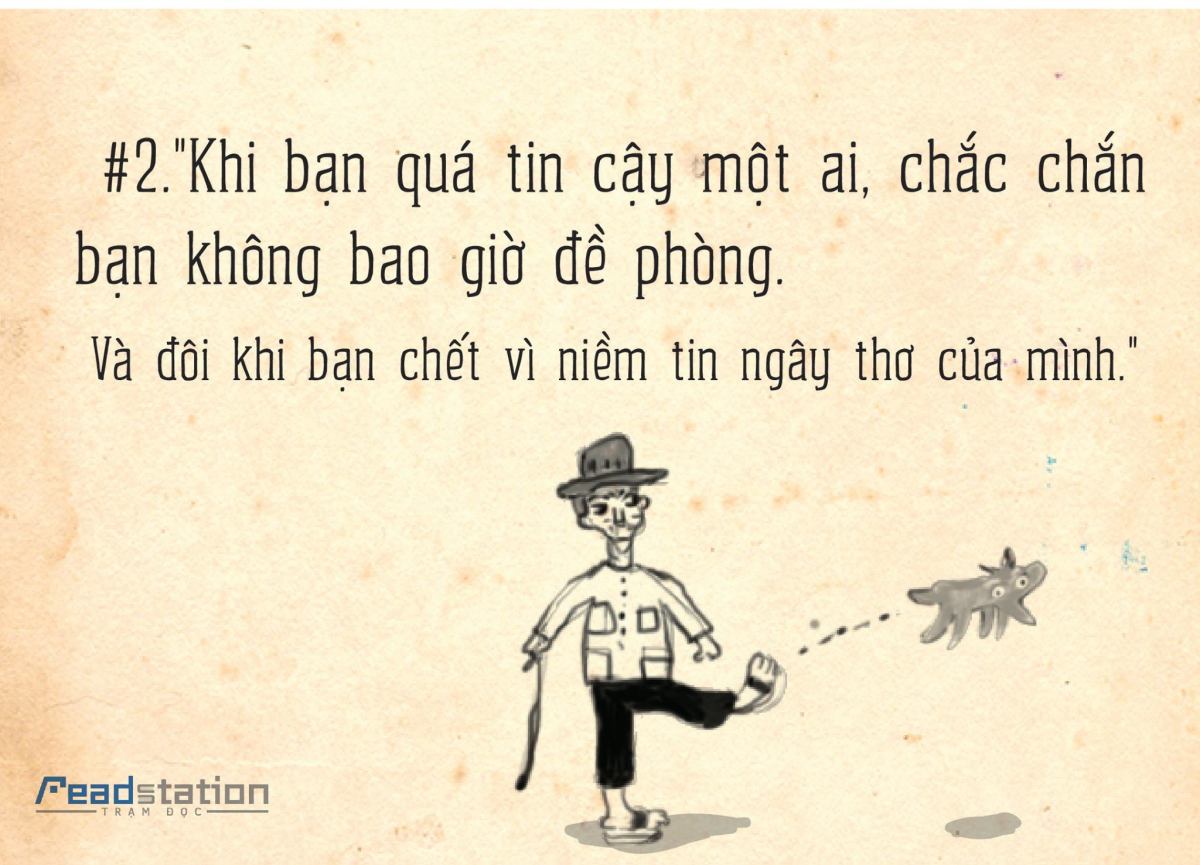 #2."Khi bạn quá tin cậy một ai, chắc chắn
bạn không bao giờ đề phòng.
Và đôi khi bạn chết vì niềm tin ngây thơ của mình."
Readstation
TRẠM ĐỌC